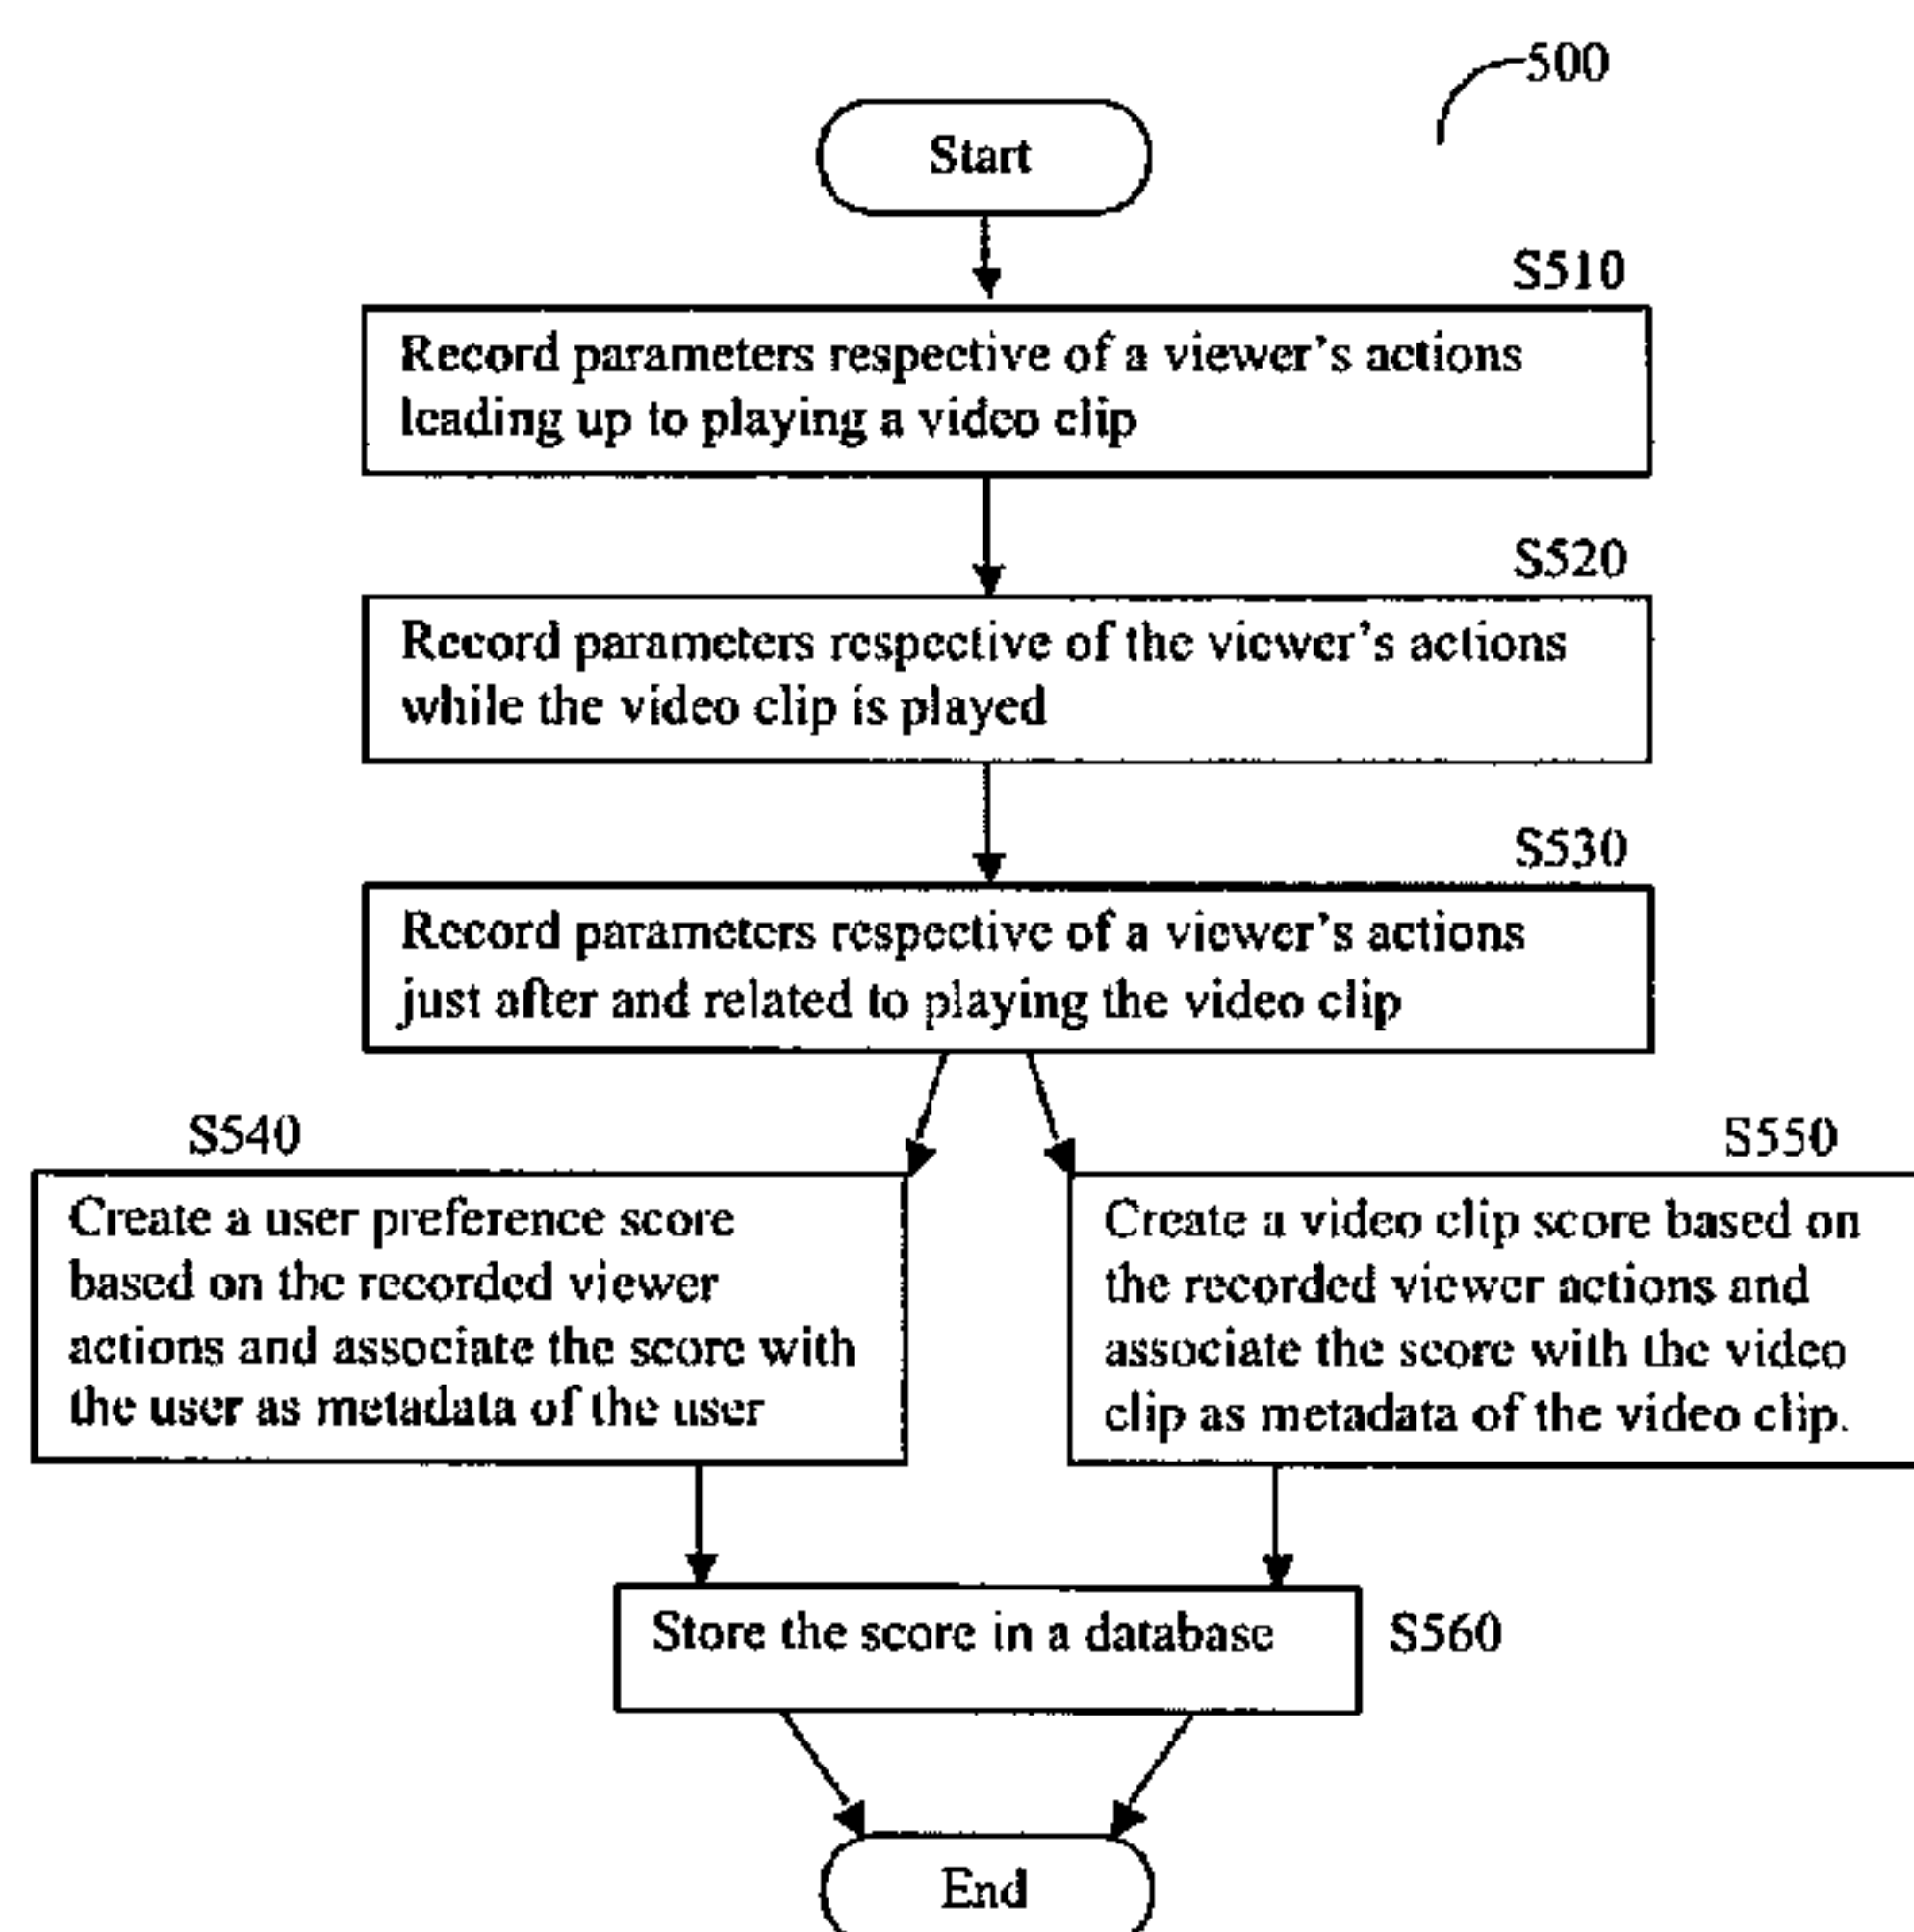 500
Start
S510
Record parameters respective of a viewer's actions
leading up to playing a video clip
S520
Record parameters respective of the viewer's actions
while the video clip is played
S530
Record parameters respective of a viewer's actions
just after and related to playing the video clip
S540
Create a user preference score
based on the recorded viewer
actions and associate the score with
the user as metadata of the user
S550
Create a video clip score based on
the recorded viewer actions and
associate the score with the video
clip as metadata of the video clip.
Store the score in a database
S560
End